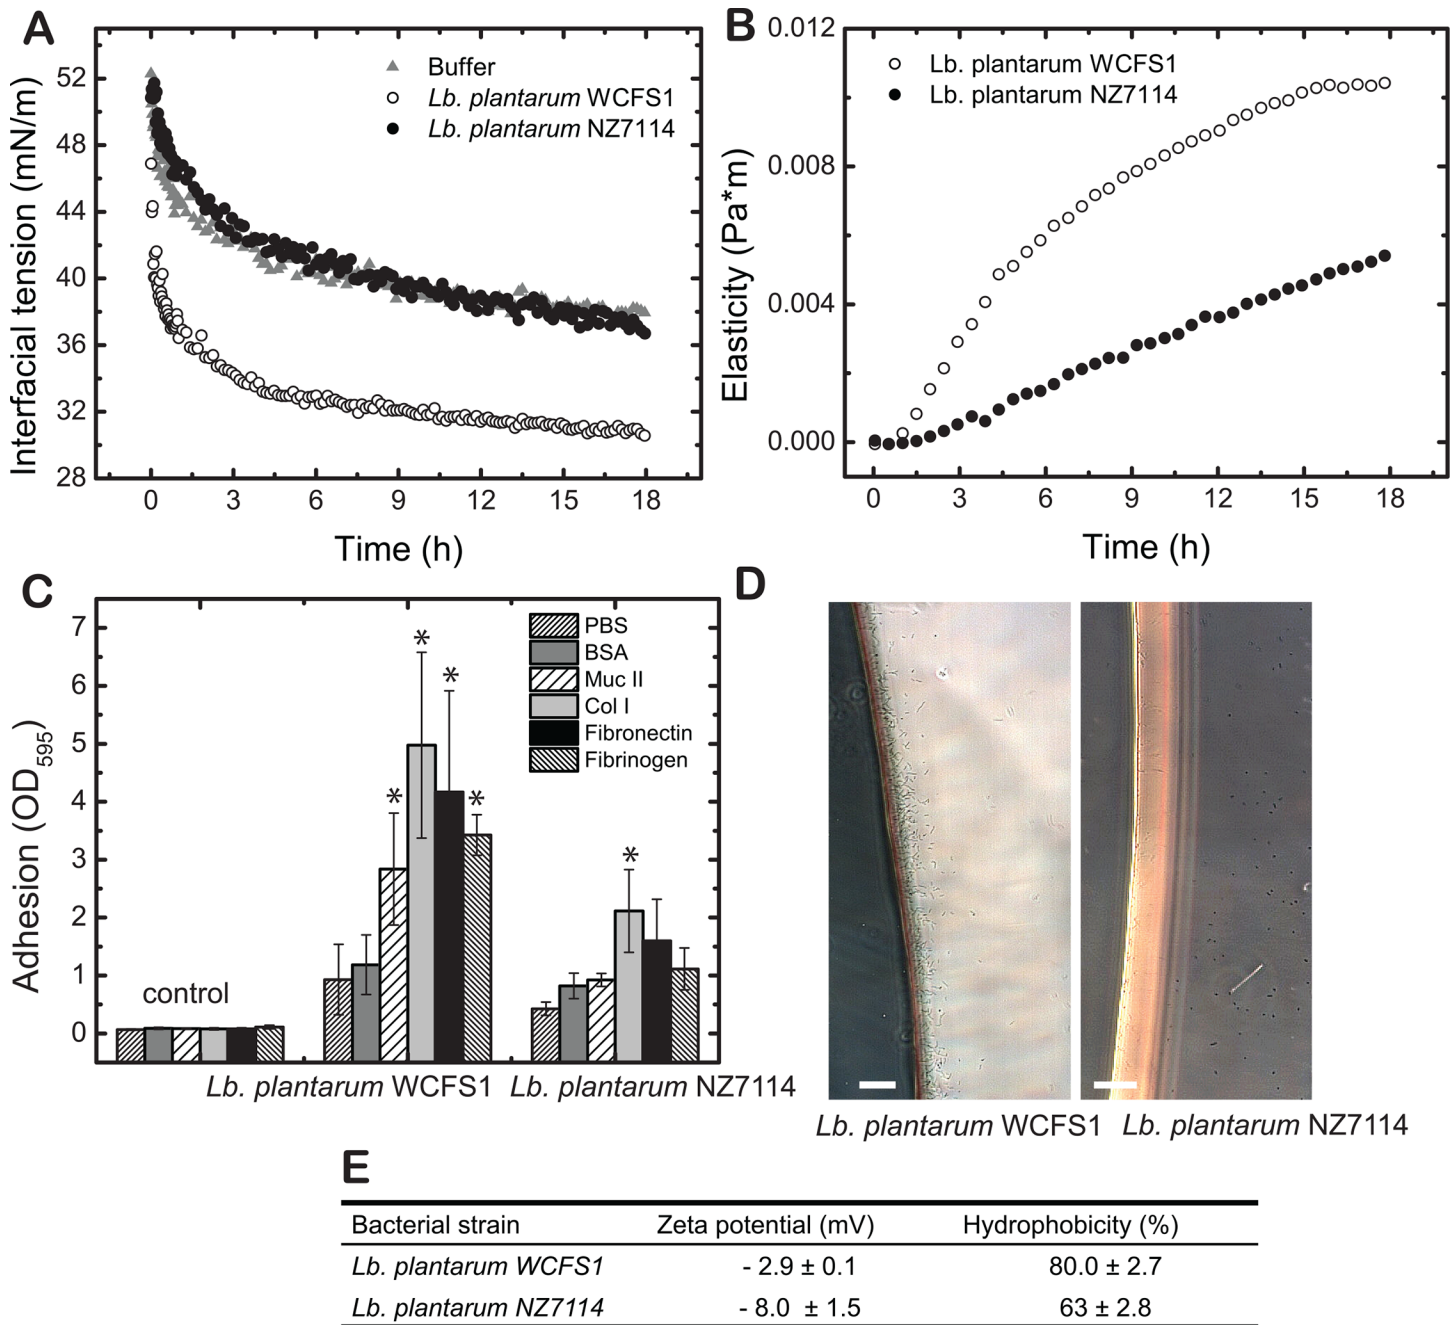 A
Interfacial tension (mN/m)
52
48
44
40
36
32
28
Buffer
Lb. plantarum WCFS1
Lb. plantarum NZ7114
0 3 6 9 12 15 18
Time (h)
B
Elasticity (Pa*m)
0.012
0.008
0.004
0.000
Lb. plantarum WCFS1
Lb. plantarum NZ7114
0 3 6 9 12 15 18
Time (h)
C
Adhesion (OD595)
7
6
5
4
3
2
1
0
PBS
BSA
Muc II
Col I
Fibronectin
Fibrinogen
*
*
*
*
*
control
Lb. plantarum WCFS1 Lb. plantarum NZ7114
D
Lb. plantarum WCFS1 Lb. plantarum NZ7114
E
Bacterial strain Zeta potential (mV) Hydrophobicity (%)
Lb. plantarum WCFS1 - 2.9 ± 0.1 80.0 ± 2.7
Lb. plantarum NZ7114 - 8.0 ± 1.5 63 ± 2.8